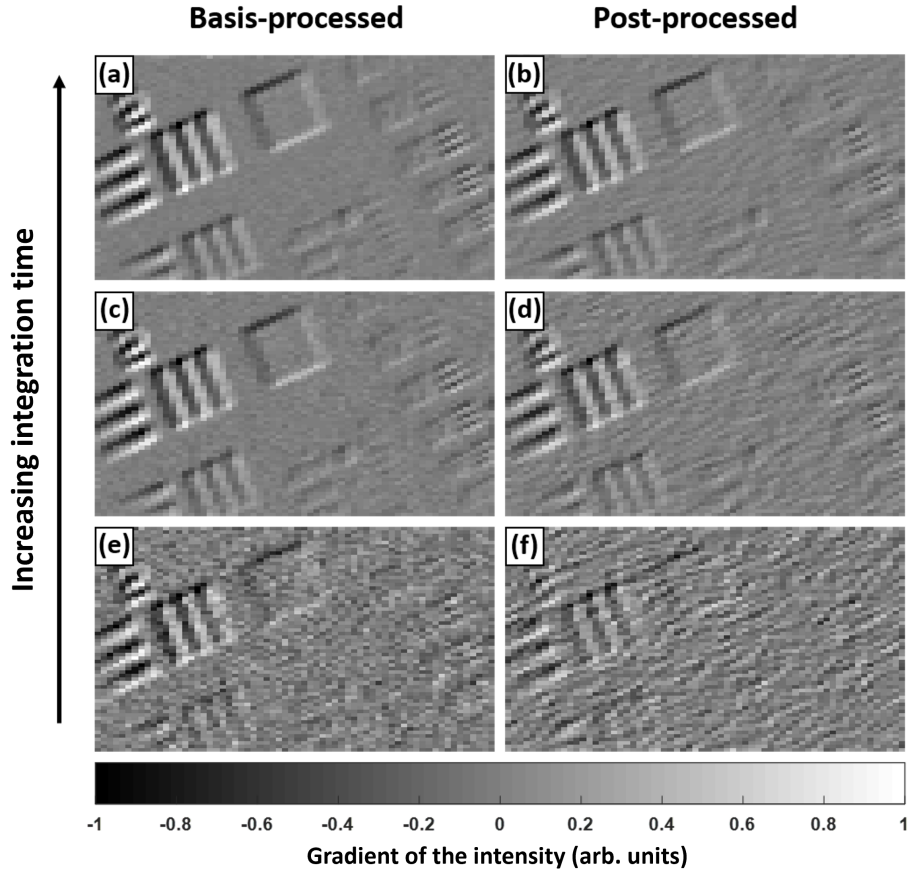 Basis-processed
Post-processed
(a)
(b)
(c)
(d)
(e)
(f)
Increasing integration time
-1 -0.8 -0.6 -0.4 -0.2 0 0.2 0.4 0.6 0.8 1
Gradient of the intensity (arb. units)